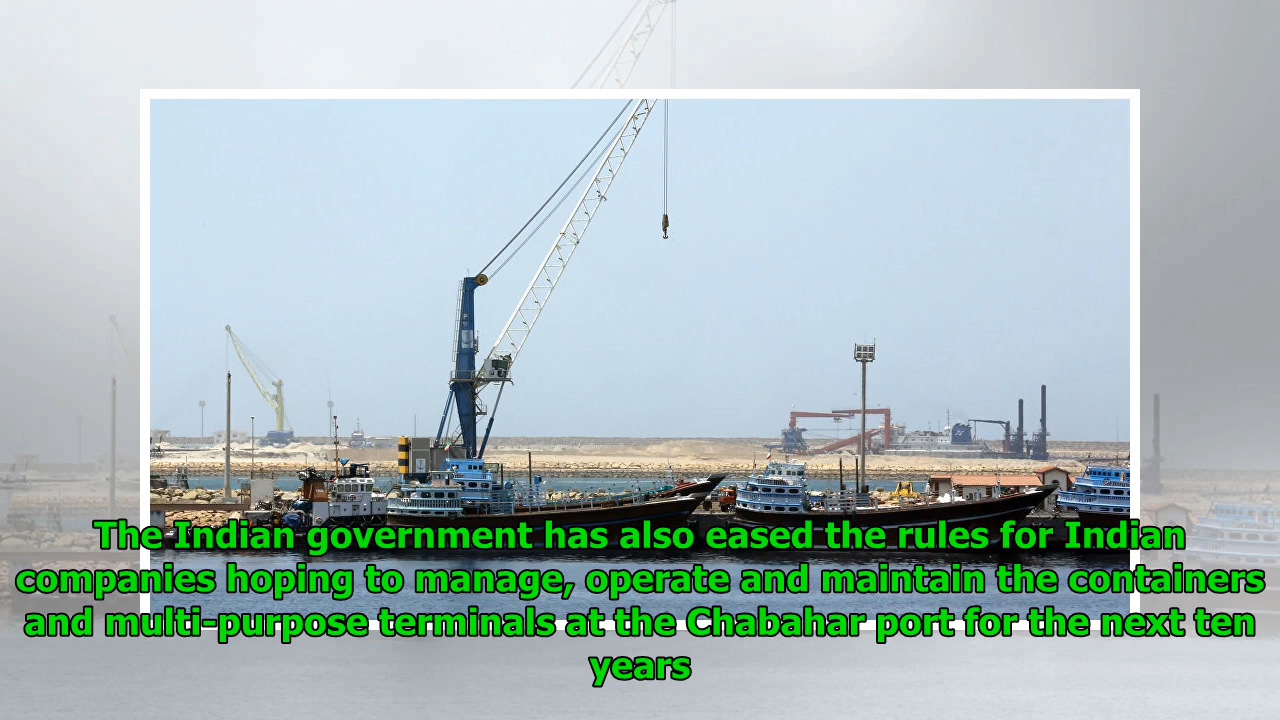 The Indian government has also eased the rules for Indian
companies hoping to manage, operate and maintain the containers
and multi-purpose terminals at the Chabahar port for the next ten
years